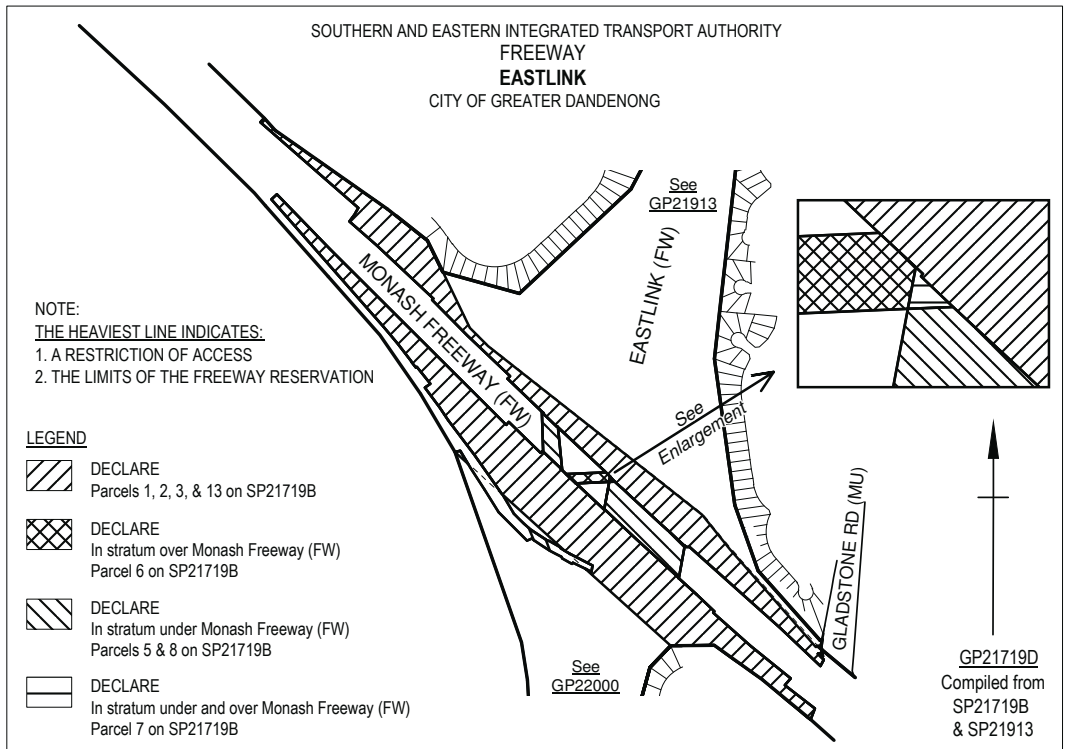 SOUTHERN AND EASTERN INTEGRATED TRANSPORT AUTHORITY
FREEWAY
EASTLINK
CITY OF GREATER DANDENONG
See
GP21913
MONASH FREEWAY (FW)
EASTLINK (FW)
NOTE:
THE HEAVIEST LINE INDICATES:
1. A RESTRICTION OF ACCESS
2. THE LIMITS OF THE FREEWAY RESERVATION
See
Enlargement
LEGEND
DECLARE
Parcels 1, 2, 3, & 13 on SP21719B
DECLARE
In stratum over Monash Freeway (FW)
Parcel 6 on SP21719B
DECLARE
In stratum under Monash Freeway (FW)
Parcels 5 & 8 on SP21719B
DECLARE
In stratum under and over Monash Freeway (FW)
Parcel 7 on SP21719B
GLADSTONE RD (MU)
See
GP22000
GP21719D
Compiled from
SP21719B
& SP21913